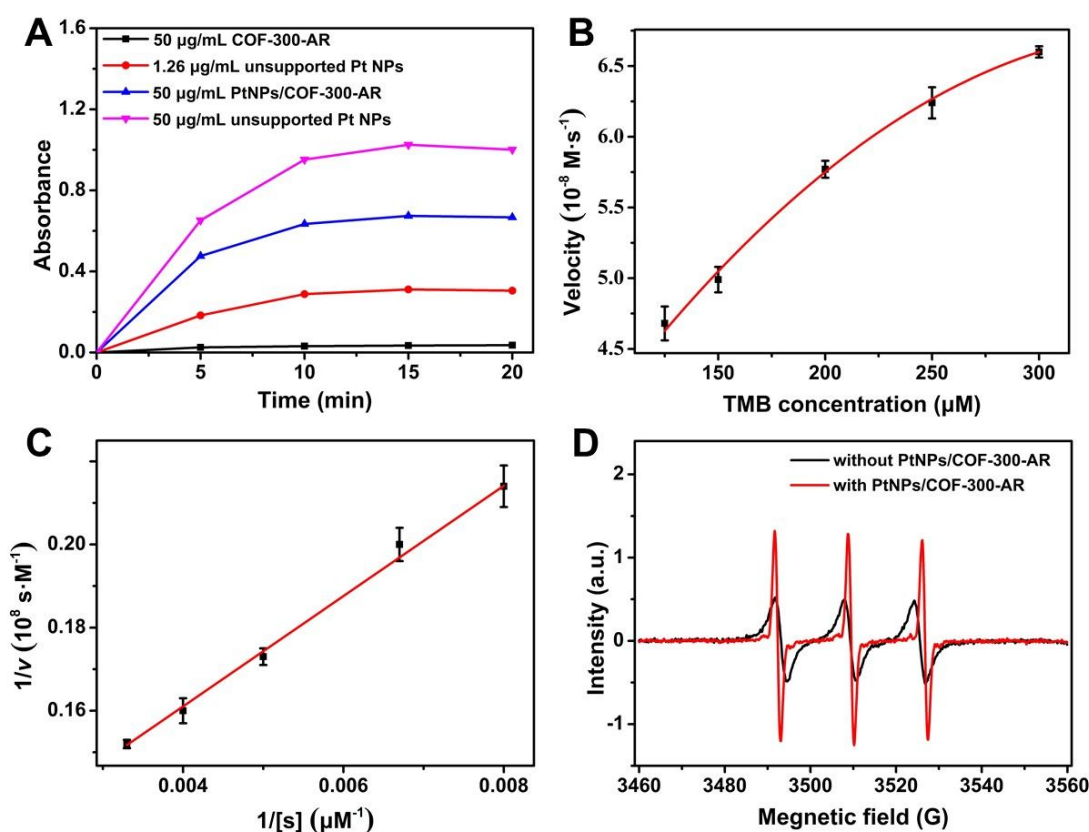 A
50 µg/mL COF-300-AR
1.26 µg/mL unsupported Pt NPs
50 µg/mL PtNPs/COF-300-AR
50 µg/mL unsupported Pt NPs
Absorbance
1.6
1.2
0.8
0.4
0.0
0 5 10 15 20
Time (min)
B
Velocity (10⁻⁸ M·s⁻¹)
6.5
6.0
5.5
5.0
4.5
150 200 250 300
TMB concentration (µM)
C
1/v (10⁸ s·M⁻¹)
0.20
0.18
0.16
0.004 0.006 0.008
1/[s] (µM⁻¹)
D
without PtNPs/COF-300-AR
with PtNPs/COF-300-AR
Intensity (a.u.)
2
1
0
-1
3460 3480 3500 3520 3540 3560
Megnetic field (G)